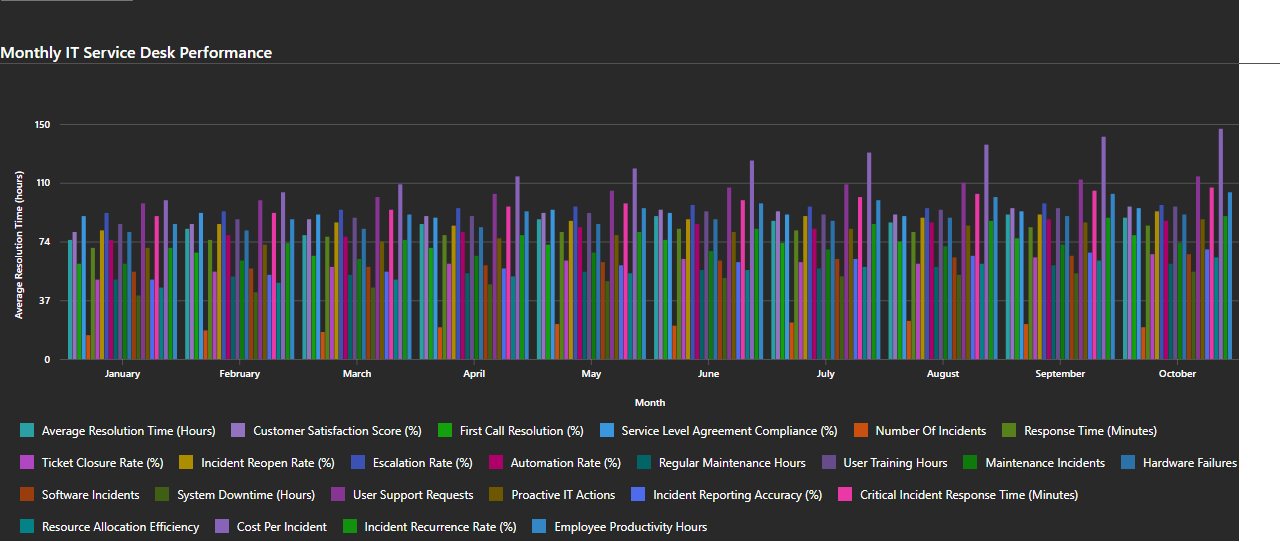 Monthly IT Service Desk Performance
150
110
74
37
0
Average Resolution Time (hours)
January February March April May June July August September October
Month
Average Resolution Time (Hours) Customer Satisfaction Score (%) First Call Resolution (%) Service Level Agreement Compliance (%) Number Of Incidents Response Time (Minutes)
Ticket Closure Rate (%) Incident Reopen Rate (%) Escalation Rate (%) Automation Rate (%) Regular Maintenance Hours User Training Hours Maintenance Incidents Hardware Failures
Software Incidents System Downtime (Hours) User Support Requests Proactive IT Actions Incident Reporting Accuracy (%) Critical Incident Response Time (Minutes)
Resource Allocation Efficiency Cost Per Incident Incident Recurrence Rate (%) Employee Productivity Hours